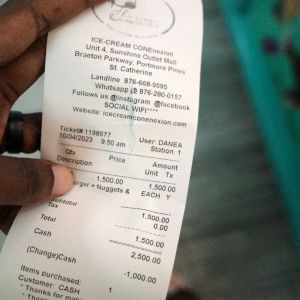 ICE-CREAM CONEnexion
Unit 4, Sunshine Outlet Mall
Braeton Parkway, Portmore Pines
St. Catherine
Landline 876-668-9595
Whatsapp @ 876-280-0157
Follow us @instagram @facebook
SOCIAL WIFI****
Website: icecreamconenexion.com
Ticket# 1198577 User: DANEA
10/04/2023 9:50 am Station: 1
Qty Price Amount
Description Unit Tx
1,500.00 1,500.00
urger + Nuggets & EACH Y
Subtotal 1,500.00
Tax 0.00
Total 1,500.00
Cash 2,500.00
(Change)Cash -1,000.00
Items purchased: 1
Customer: CASH
* Thanks for
* Thanks